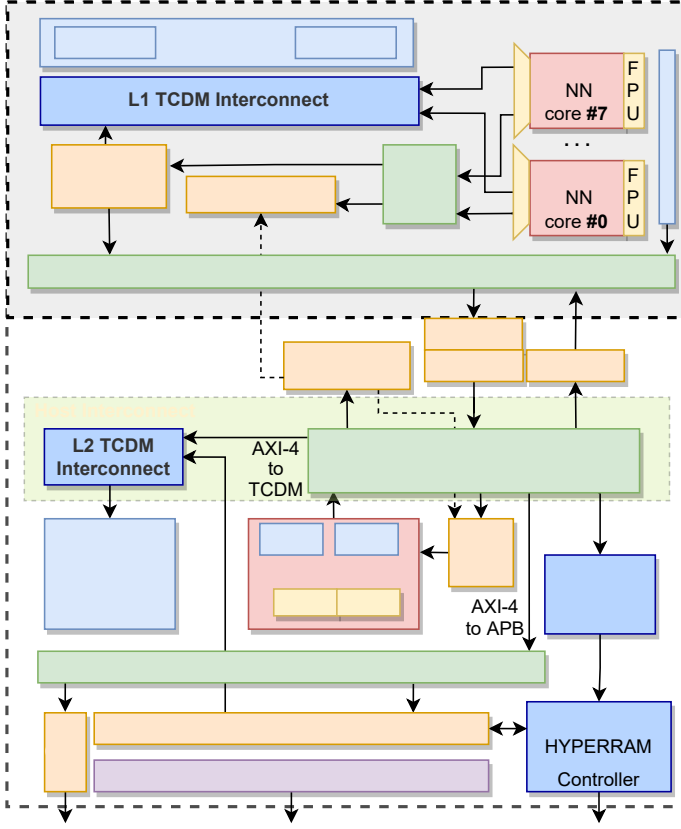 L1 TCDM Interconnect
NN
core #7
F
P
U
. . .
NN
core #0
F
P
U
L2 TCDM
Interconnect
AXI-4
to
TCDM
AXI-4
to APB
HYPERRAM
Controller